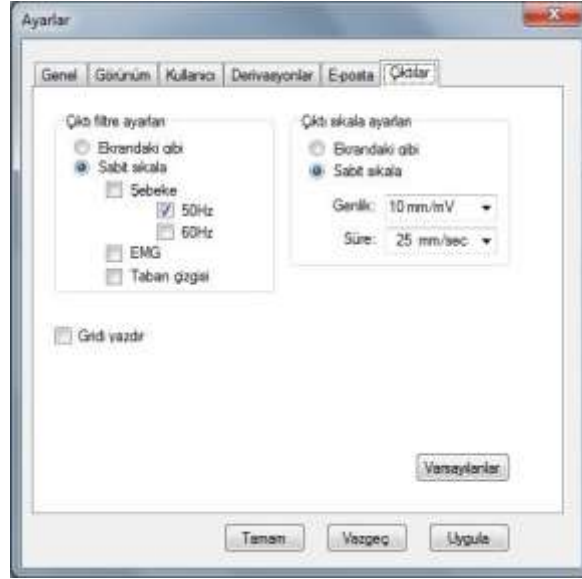 Ayarlar
Genel Görünüm Kullanıcı Derivasyonlar E-posta Çıktılar
Çıktı filtre ayarları
Ekrandaki gibi
Sabit skala
Şebeke
50Hz
60Hz
EMG
Taban çizgisi
Çıktı skala ayarları
Ekrandaki gibi
Sabit skala
Genlik: 10 mm/mV
Süre: 25 mm/sec
Gridi yazdır
Varsayılanlar
Tamam Vazgeç Uygula